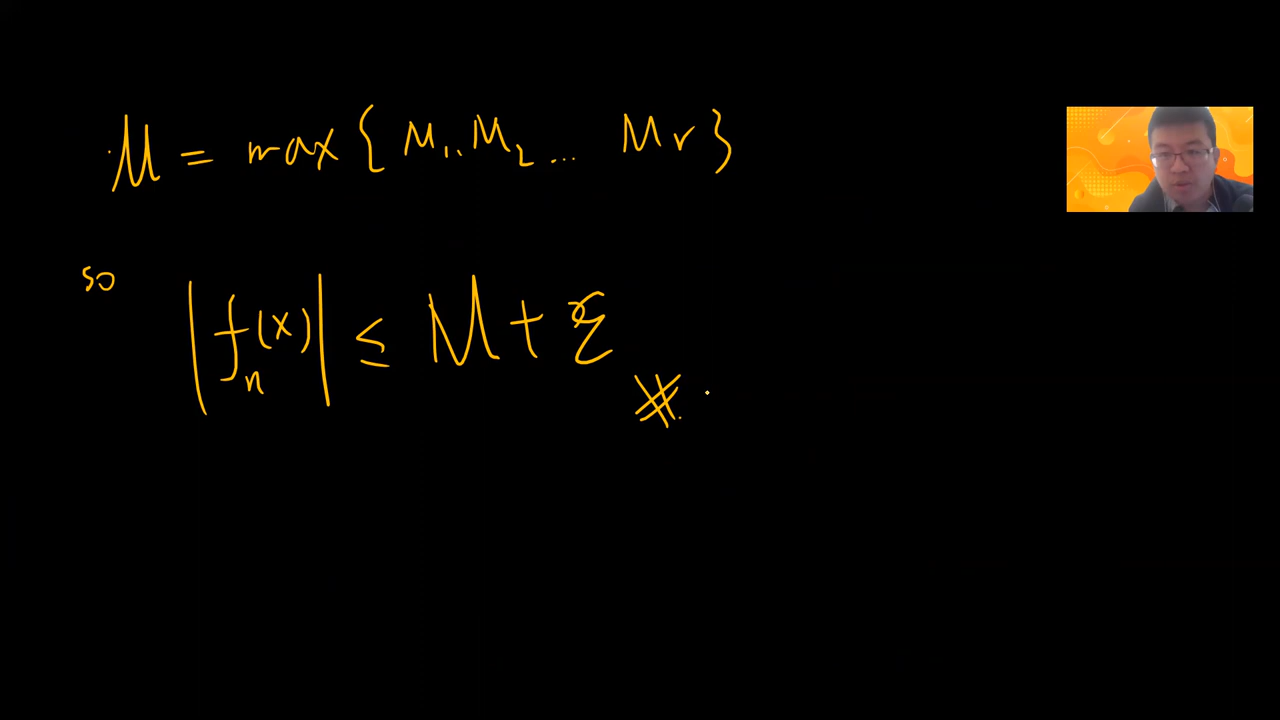 M = max { M₁, M₂ ... Mr }
so
|fₙ(x)| ≤ M + ε
#.